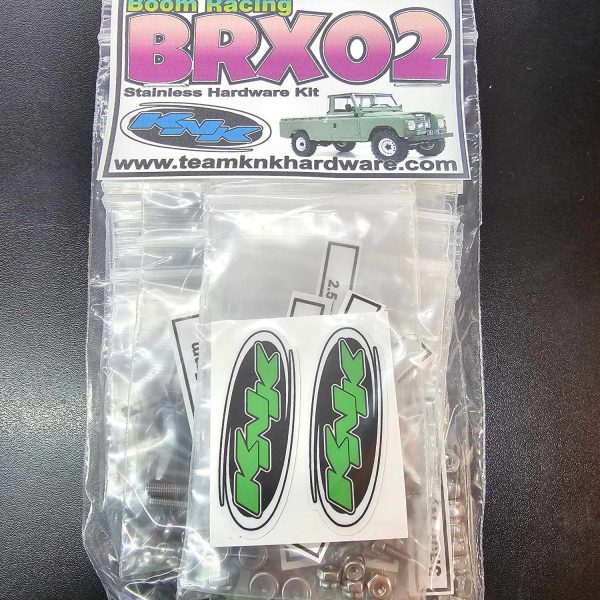 Boom Racing
BRX02
Stainless Hardware Kit
KNK
www.teamknkhardware.com
2.5
KNK
KNK